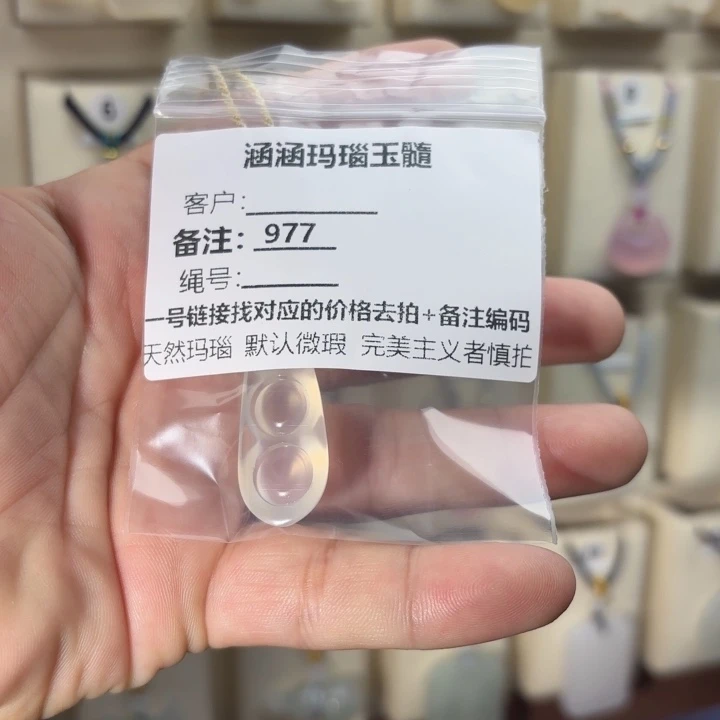 涵涵玛瑙玉髓
客户:
备注: 977
绳号:
一号链接找对应的价格去拍+备注编码
天然玛瑙 默认微瑕 完美主义者慎拍